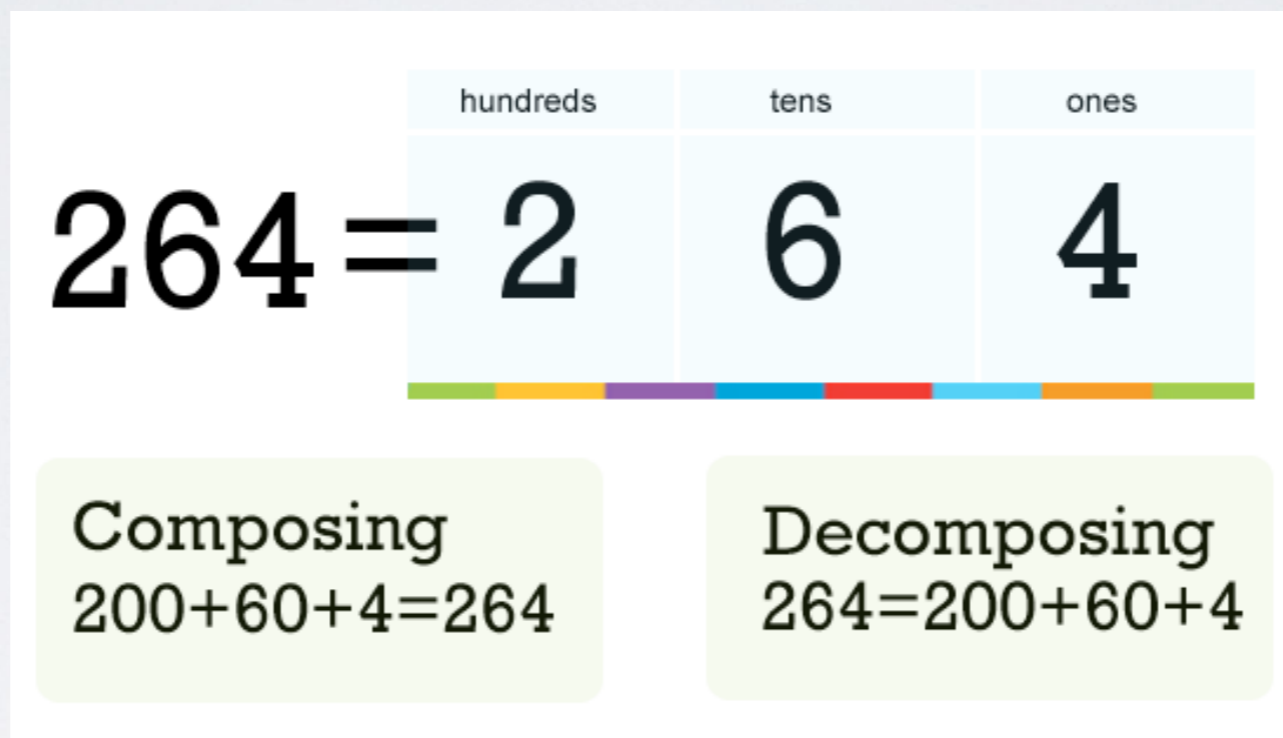 hundreds tens ones
264= 2 6 4
Composing
200+60+4=264
Decomposing
264=200+60+4